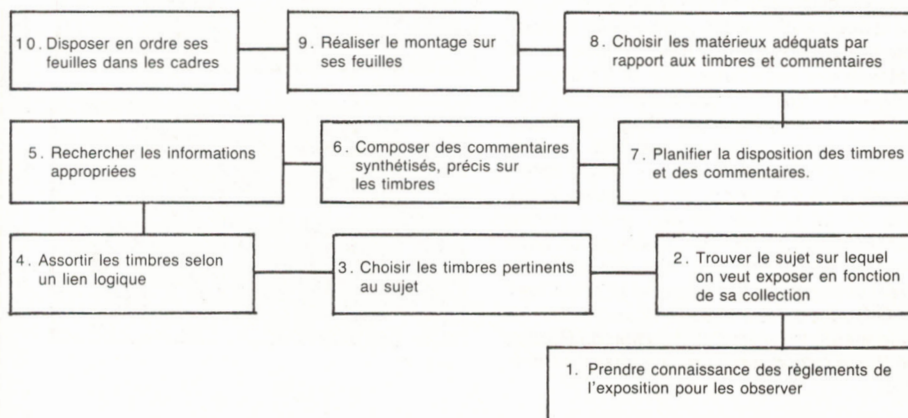 10. Disposer en ordre ses
feuilles dans les cadres
9. Réaliser le montage sur
ses feuilles
8. Choisir les matérieux adéquats par
rapport aux timbres et commentaires
5. Rechercher les informations
appropriées
6. Composer des commentaires
synthétisés, précis sur
les timbres
7. Planifier la disposition des timbres
et des commentaires.
4. Assortir les timbres selon
un lien logique
3. Choisir les timbres pertinents
au sujet
2. Trouver le sujet sur lequel
on veut exposer en fonction
de sa collection
1. Prendre connaissance des règlements de
l'exposition pour les observer